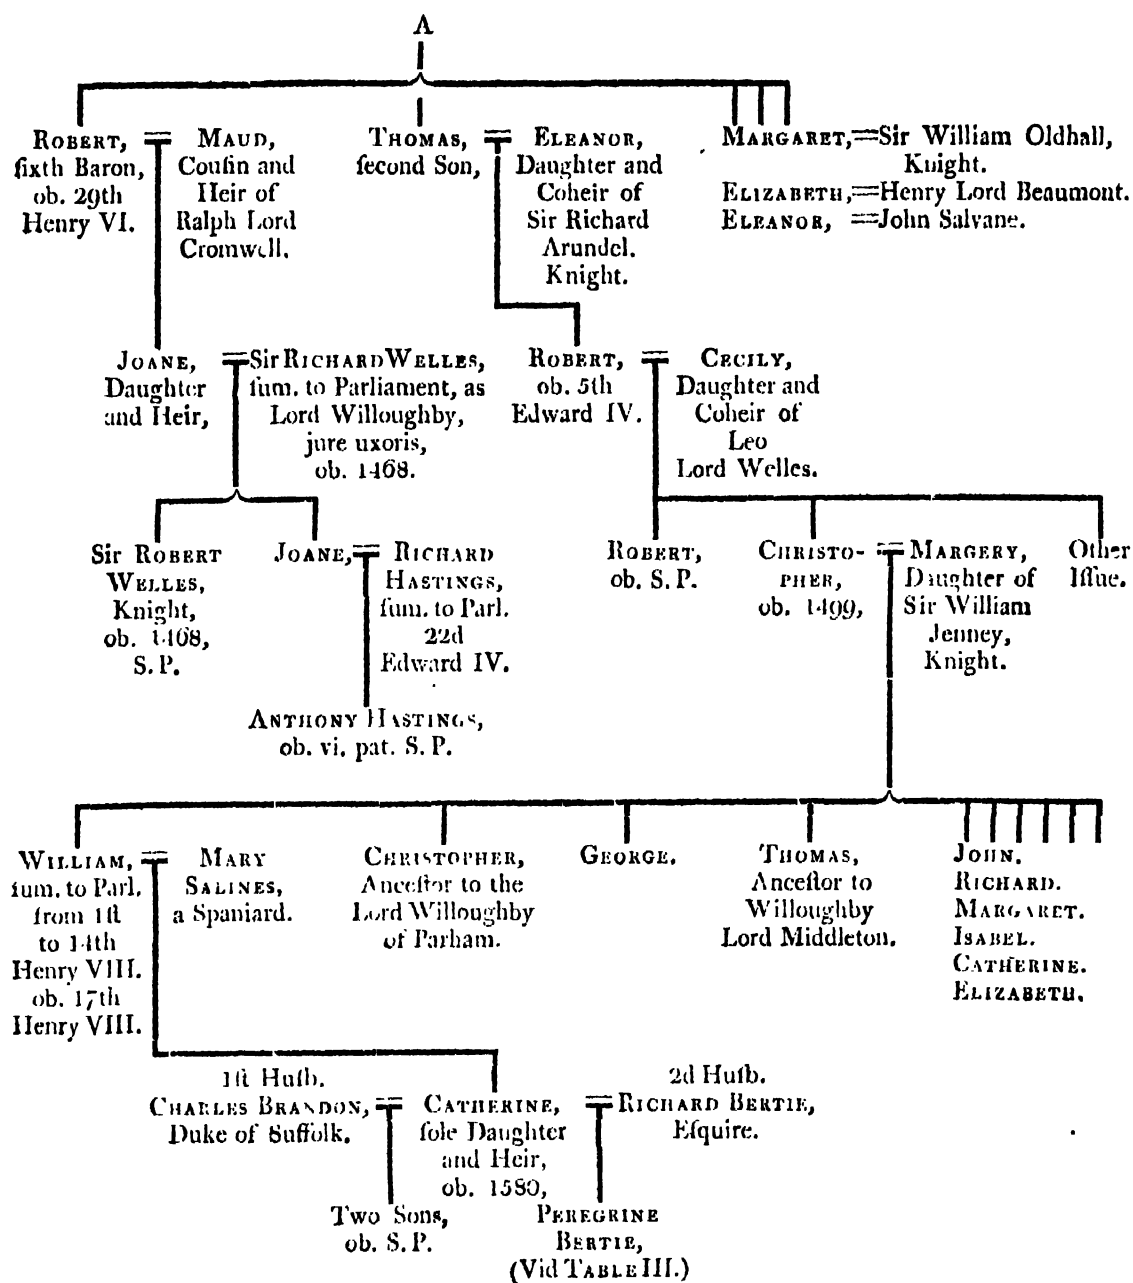 A
ROBERT,
ſixth Baron,
ob. 29th
Henry VI.
MAUD,
Couſin and
Heir of
Ralph Lord
Cromwell.
THOMAS,
ſecond Son,
ELEANOR,
Daughter and
Coheir of
Sir Richard
Arundel.
Knight.
MARGARET,=Sir William Oldhall,
Knight.
ELIZABETH,=Henry Lord Beaumont.
ELEANOR, =John Salvane.
JOANE,
Daughter
and Heir,
=Sir RICHARD WELLES,
ſum. to Parliament, as
Lord Willoughby,
jure uxoris,
ob. 1468.
ROBERT,
ob. 5th
Edward IV.
CECILY,
Daughter and
Coheir of
Leo
Lord Welles.
Sir ROBERT
WELLES,
Knight,
ob. 1468,
S. P.
JOANE,=
RICHARD
HASTINGS,
ſum. to Parl.
22d
Edward IV.
ROBERT,
ob. S. P.
CHRISTO-
PHER,
ob. 1499,
= MARGERY,
Daughter of
Sir William
Jenney,
Knight.
Other
Iſſue.
ANTHONY HASTINGS,
ob. vi. pat. S. P.
WILLIAM,
ſum. to Parl.
from 1ſt
to 14th
Henry VIII.
ob. 17th
Henry VIII.
MARY
SALINES,
a Spaniard.
CHRISTOPHER,
Anceſtor to the
Lord Willoughby
of Parham.
GEORGE.
THOMAS,
Anceſtor to
Willoughby
Lord Middleton.
JOHN.
RICHARD.
MARGARET.
ISABEL.
CATHERINE.
ELIZABETH.
1ſt Huſb.
CHARLES BRANDON,
Duke of Suffolk.
CATHERINE,
ſole Daughter
and Heir,
ob. 1580,
2d Huſb.
RICHARD BERTIE,
Eſquire.
TWO SONS,
ob. S. P.
PEREGRINE
BERTIE,
(Vid TABLE III.)